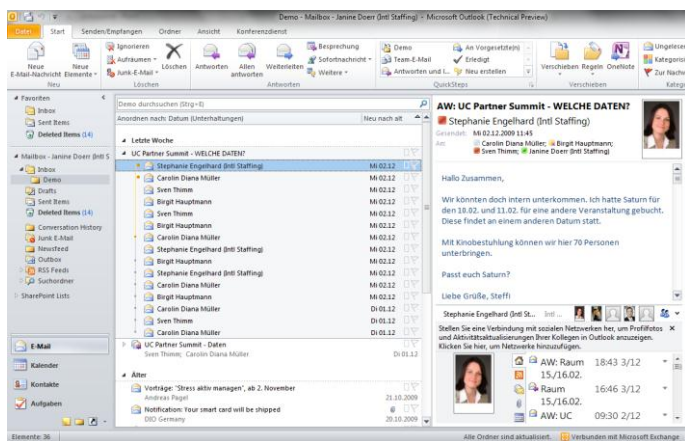 Demo - Mailbox - Janine Doerr (Intl Staffing) - Microsoft Outlook (Technical Preview)
Datei Start Senden/Empfangen Ordner Ansicht Konferenzdienst
Neue E-Mail-Nachricht
Neue Elemente
Neu
Ignorieren
Aufräumen
Junk-E-Mail
Löschen
Löschen
Antworten
Allen antworten
Weiterleiten
Besprechung
Sofortnachricht
Weitere
Antworten
Demo
Team-E-Mail
Antworten und l...
An Vorgesetzte(n)
Erledigt
Neu erstellen
QuickSteps
Verschieben
Regeln
OneNote
Verschieben
Ungelesen
Kategorisi
Zur Nachv
Kateg
Favoriten
Inbox
Sent Items
Deleted Items (14)
Mailbox - Janine Doerr (Intl S
Inbox
Demo
Drafts
Sent Items
Deleted Items (14)
Conversation History
Junk E-Mail
Newsfeed
Outbox
RSS Feeds
Suchordner
SharePoint Lists
E-Mail
Kalender
Kontakte
Aufgaben
Demo durchsuchen (Strg+E)
Anordnen nach: Datum (Unterhaltungen) Neu nach alt
Letzte Woche
UC Partner Summit - WELCHE DATEN?
Stephanie Engelhard (Intl Staffing) Mi 02.12
Carolin Diana Müller Mi 02.12
Sven Thimm Mi 02.12
Birgit Hauptmann Mi 02.12
Sven Thimm Mi 02.12
Birgit Hauptmann Mi 02.12
Carolin Diana Müller Mi 02.12
Stephanie Engelhard (Intl Staffing) Mi 02.12
Birgit Hauptmann Mi 02.12
Stephanie Engelhard (Intl Staffing) Mi 02.12
Carolin Diana Müller Mi 02.12
Birgit Hauptmann Mi 02.12
Carolin Diana Müller Di 01.12
Sven Thimm Di 01.12
Carolin Diana Müller Di 01.12
UC Partner Summit - Daten
Sven Thimm; Carolin Diana Müller Di 01.12
Älter
Vorträge: "Stress aktiv managen", ab 2. November
Andreas Pagel 21.10.2009
Notification: Your smart card will be shipped
DSO Germany 20.10.2009
AW: UC Partner Summit - WELCHE DATEN?
Stephanie Engelhard (Intl Staffing)
Gesendet: Mi 02.12.2009 11:45
An: Carolin Diana Müller; Birgit Hauptmann;
Sven Thimm; Janine Doerr (Intl Staffing)
Hallo Zusammen,
Wir könnten doch intern unterkommen. Ich hatte Saturn für
den 10.02. und 11.02. für eine andere Veranstaltung gebucht.
Diese findet an einem anderen Datum statt.
Mit Kinobestuhlung können wir hier 70 Personen
unterbringen.
Passt euch Saturn?
Liebe Grüße, Steffi
Stephanie Engelhard (Intl St... Intl ...
Stellen Sie eine Verbindung mit sozialen Netzwerken her, um Profilfotos
und Aktivitätsaktualisierungen Ihrer Kollegen in Outlook anzuzeigen.
Klicken Sie hier, um Netzwerke hinzuzufügen.
AW: Raum 18:43 3/12
15./16.02.
Raum 16:46 3/12
15./16.02.
AW: UC 09:30 2/12
Elemente: 36
Alle Ordner sind aktualisiert. Verbunden mit Microsoft Exchange